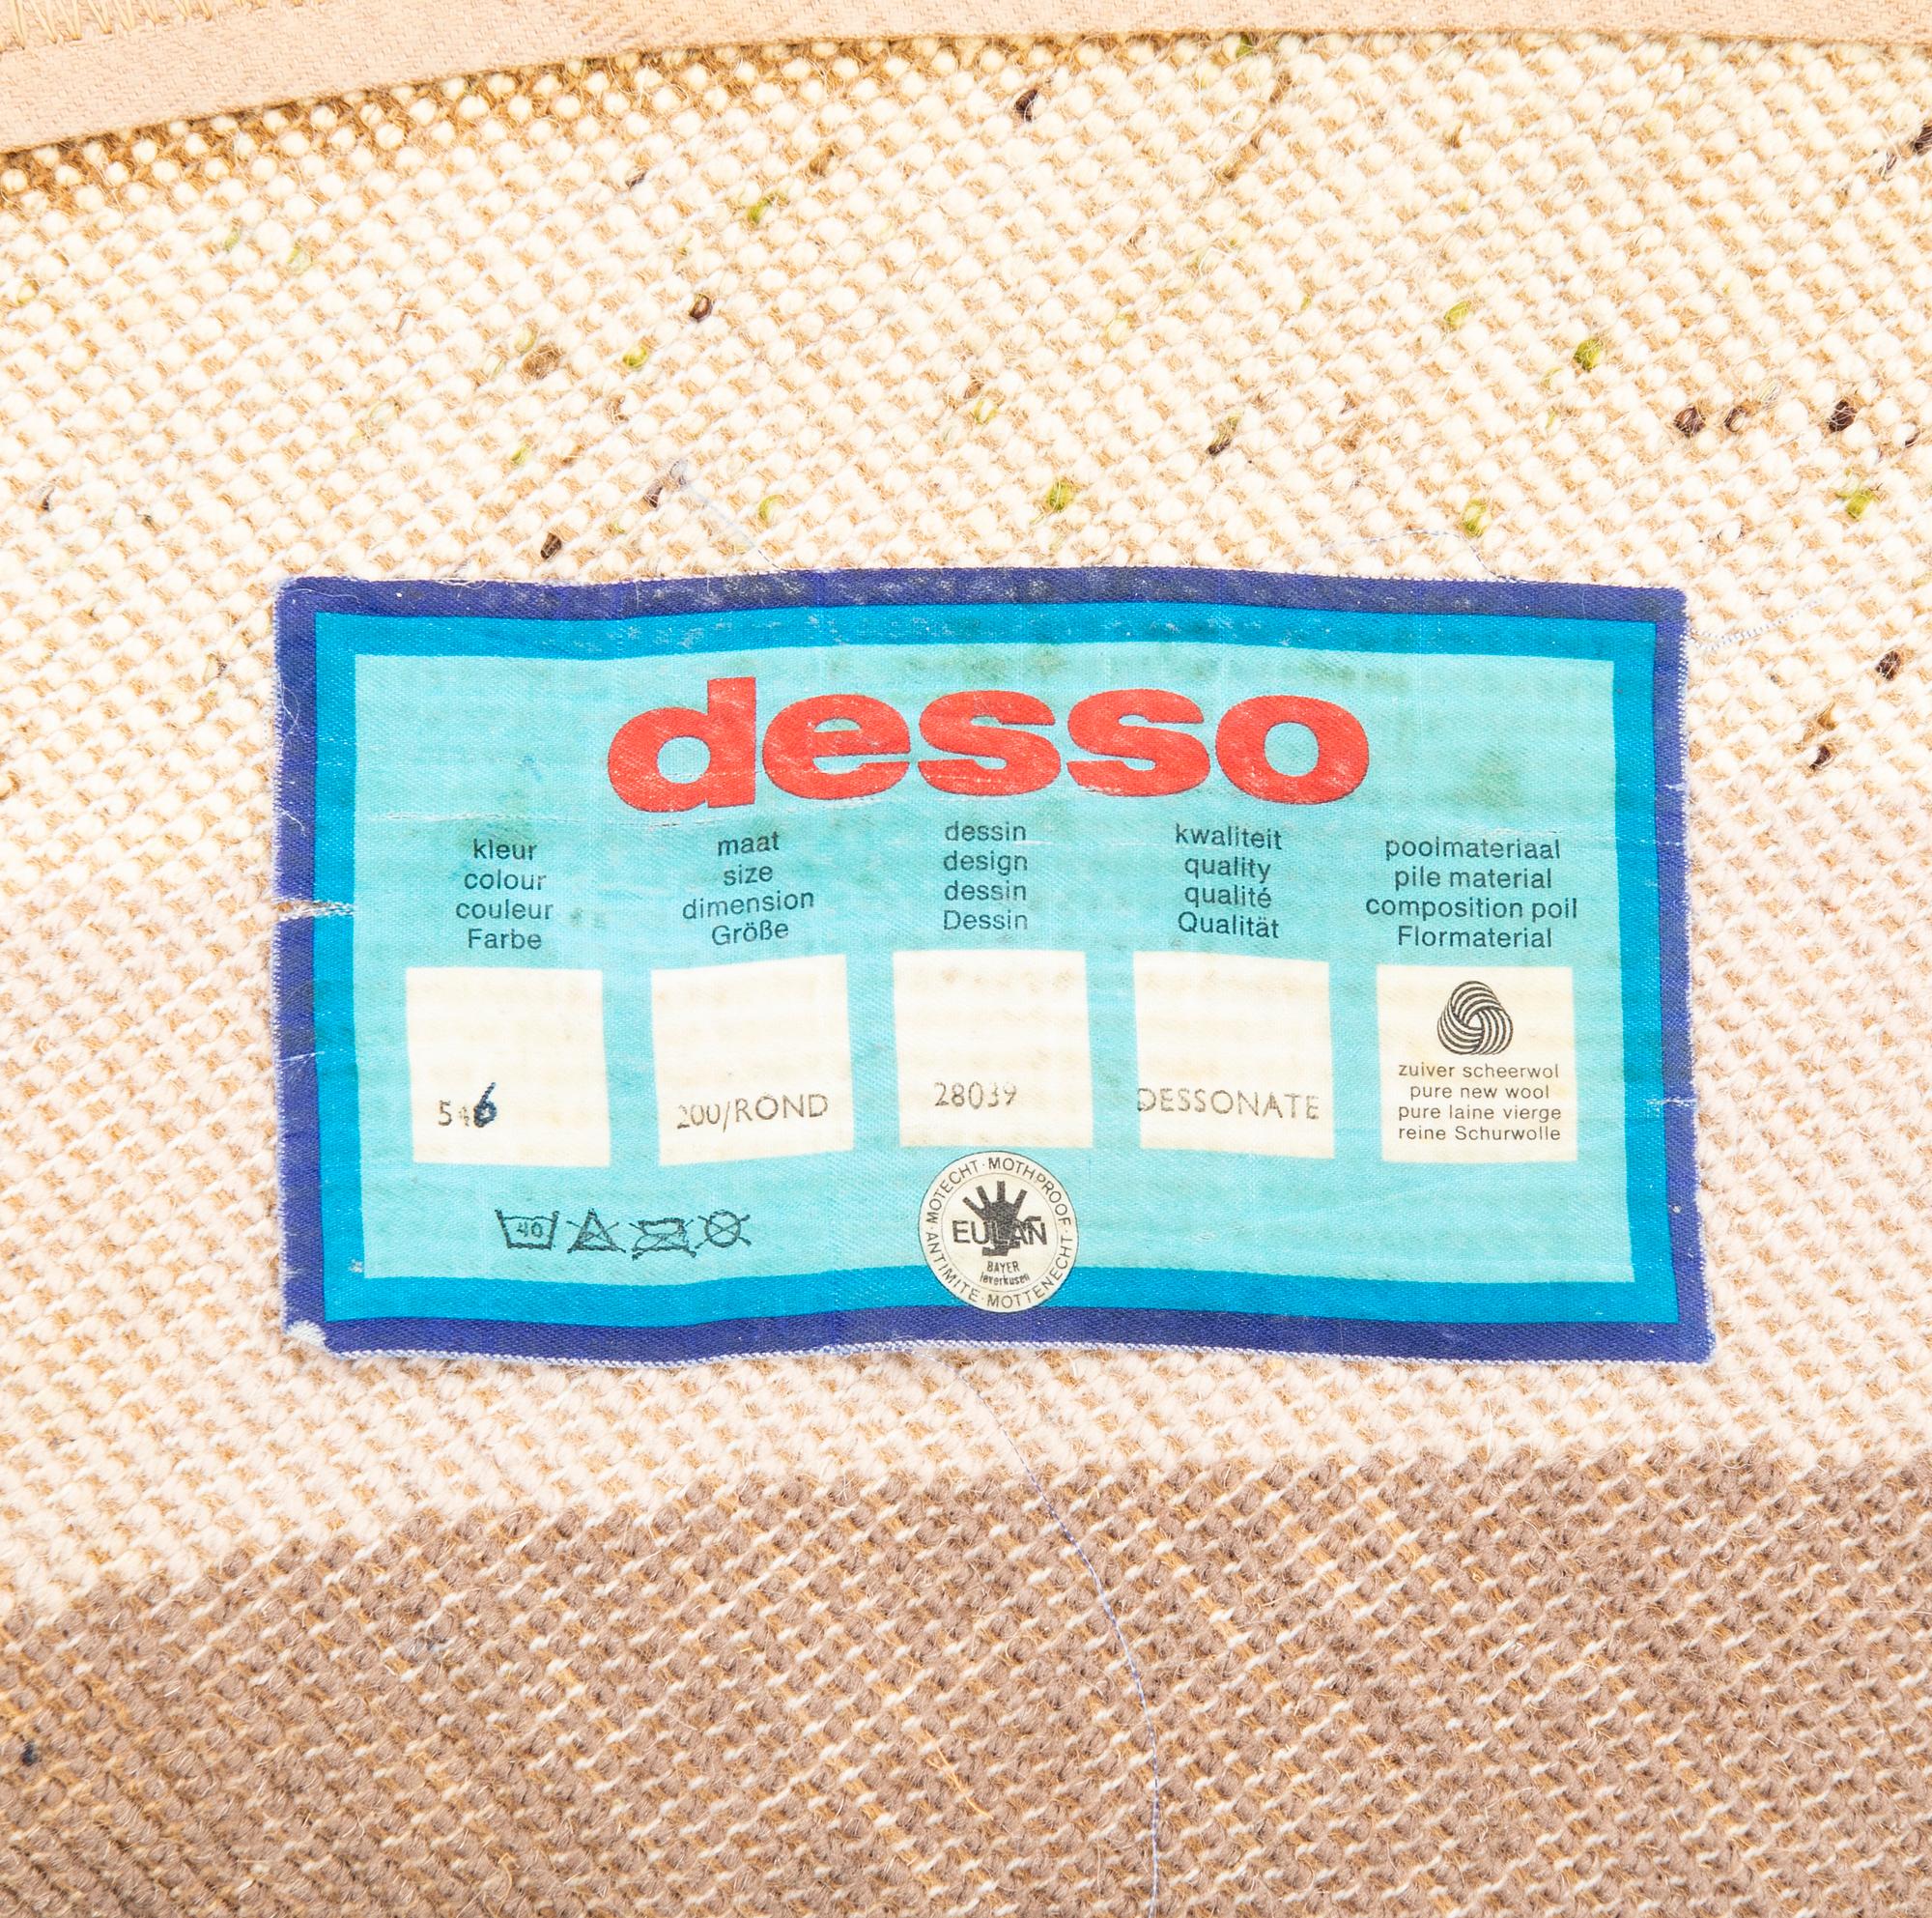 desso
kleur
colour
couleur
Farbe
maat
size
dimension
Größe
dessin
design
dessin
Dessin
kwaliteit
quality
qualité
Qualität
poolmateriaal
pile material
composition poil
Flormaterial
546
200/ROND
28039
DESSONATE
zuiver scheerwol
pure new wool
pure laine vierge
reine Schurwolle
40
MOTECHT·MOTHPROOF·
ANTIMITE·MOTTENECHT·
EULAN
BAYER
leverkusen